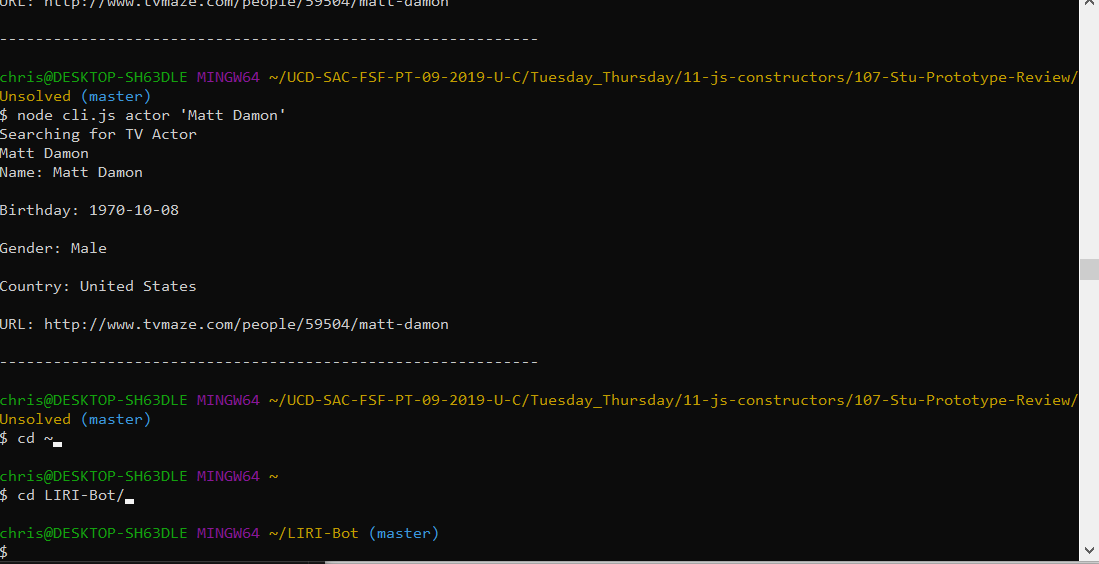 URL: http://www.tvmaze.com/people/59504/matt-damon
------------------------------------------------------------
chris@DESKTOP-SH63DLE MINGW64 ~/UCD-SAC-FSF-PT-09-2019-U-C/Tuesday_Thursday/11-js-constructors/107-Stu-Prototype-Review/
Unsolved (master)
$ node cli.js actor 'Matt Damon'
Searching for TV Actor
Matt Damon
Name: Matt Damon
Birthday: 1970-10-08
Gender: Male
Country: United States
URL: http://www.tvmaze.com/people/59504/matt-damon
------------------------------------------------------------
chris@DESKTOP-SH63DLE MINGW64 ~/UCD-SAC-FSF-PT-09-2019-U-C/Tuesday_Thursday/11-js-constructors/107-Stu-Prototype-Review/
Unsolved (master)
$ cd ~
chris@DESKTOP-SH63DLE MINGW64 ~
$ cd LIRI-Bot/
chris@DESKTOP-SH63DLE MINGW64 ~/LIRI-Bot (master)
$